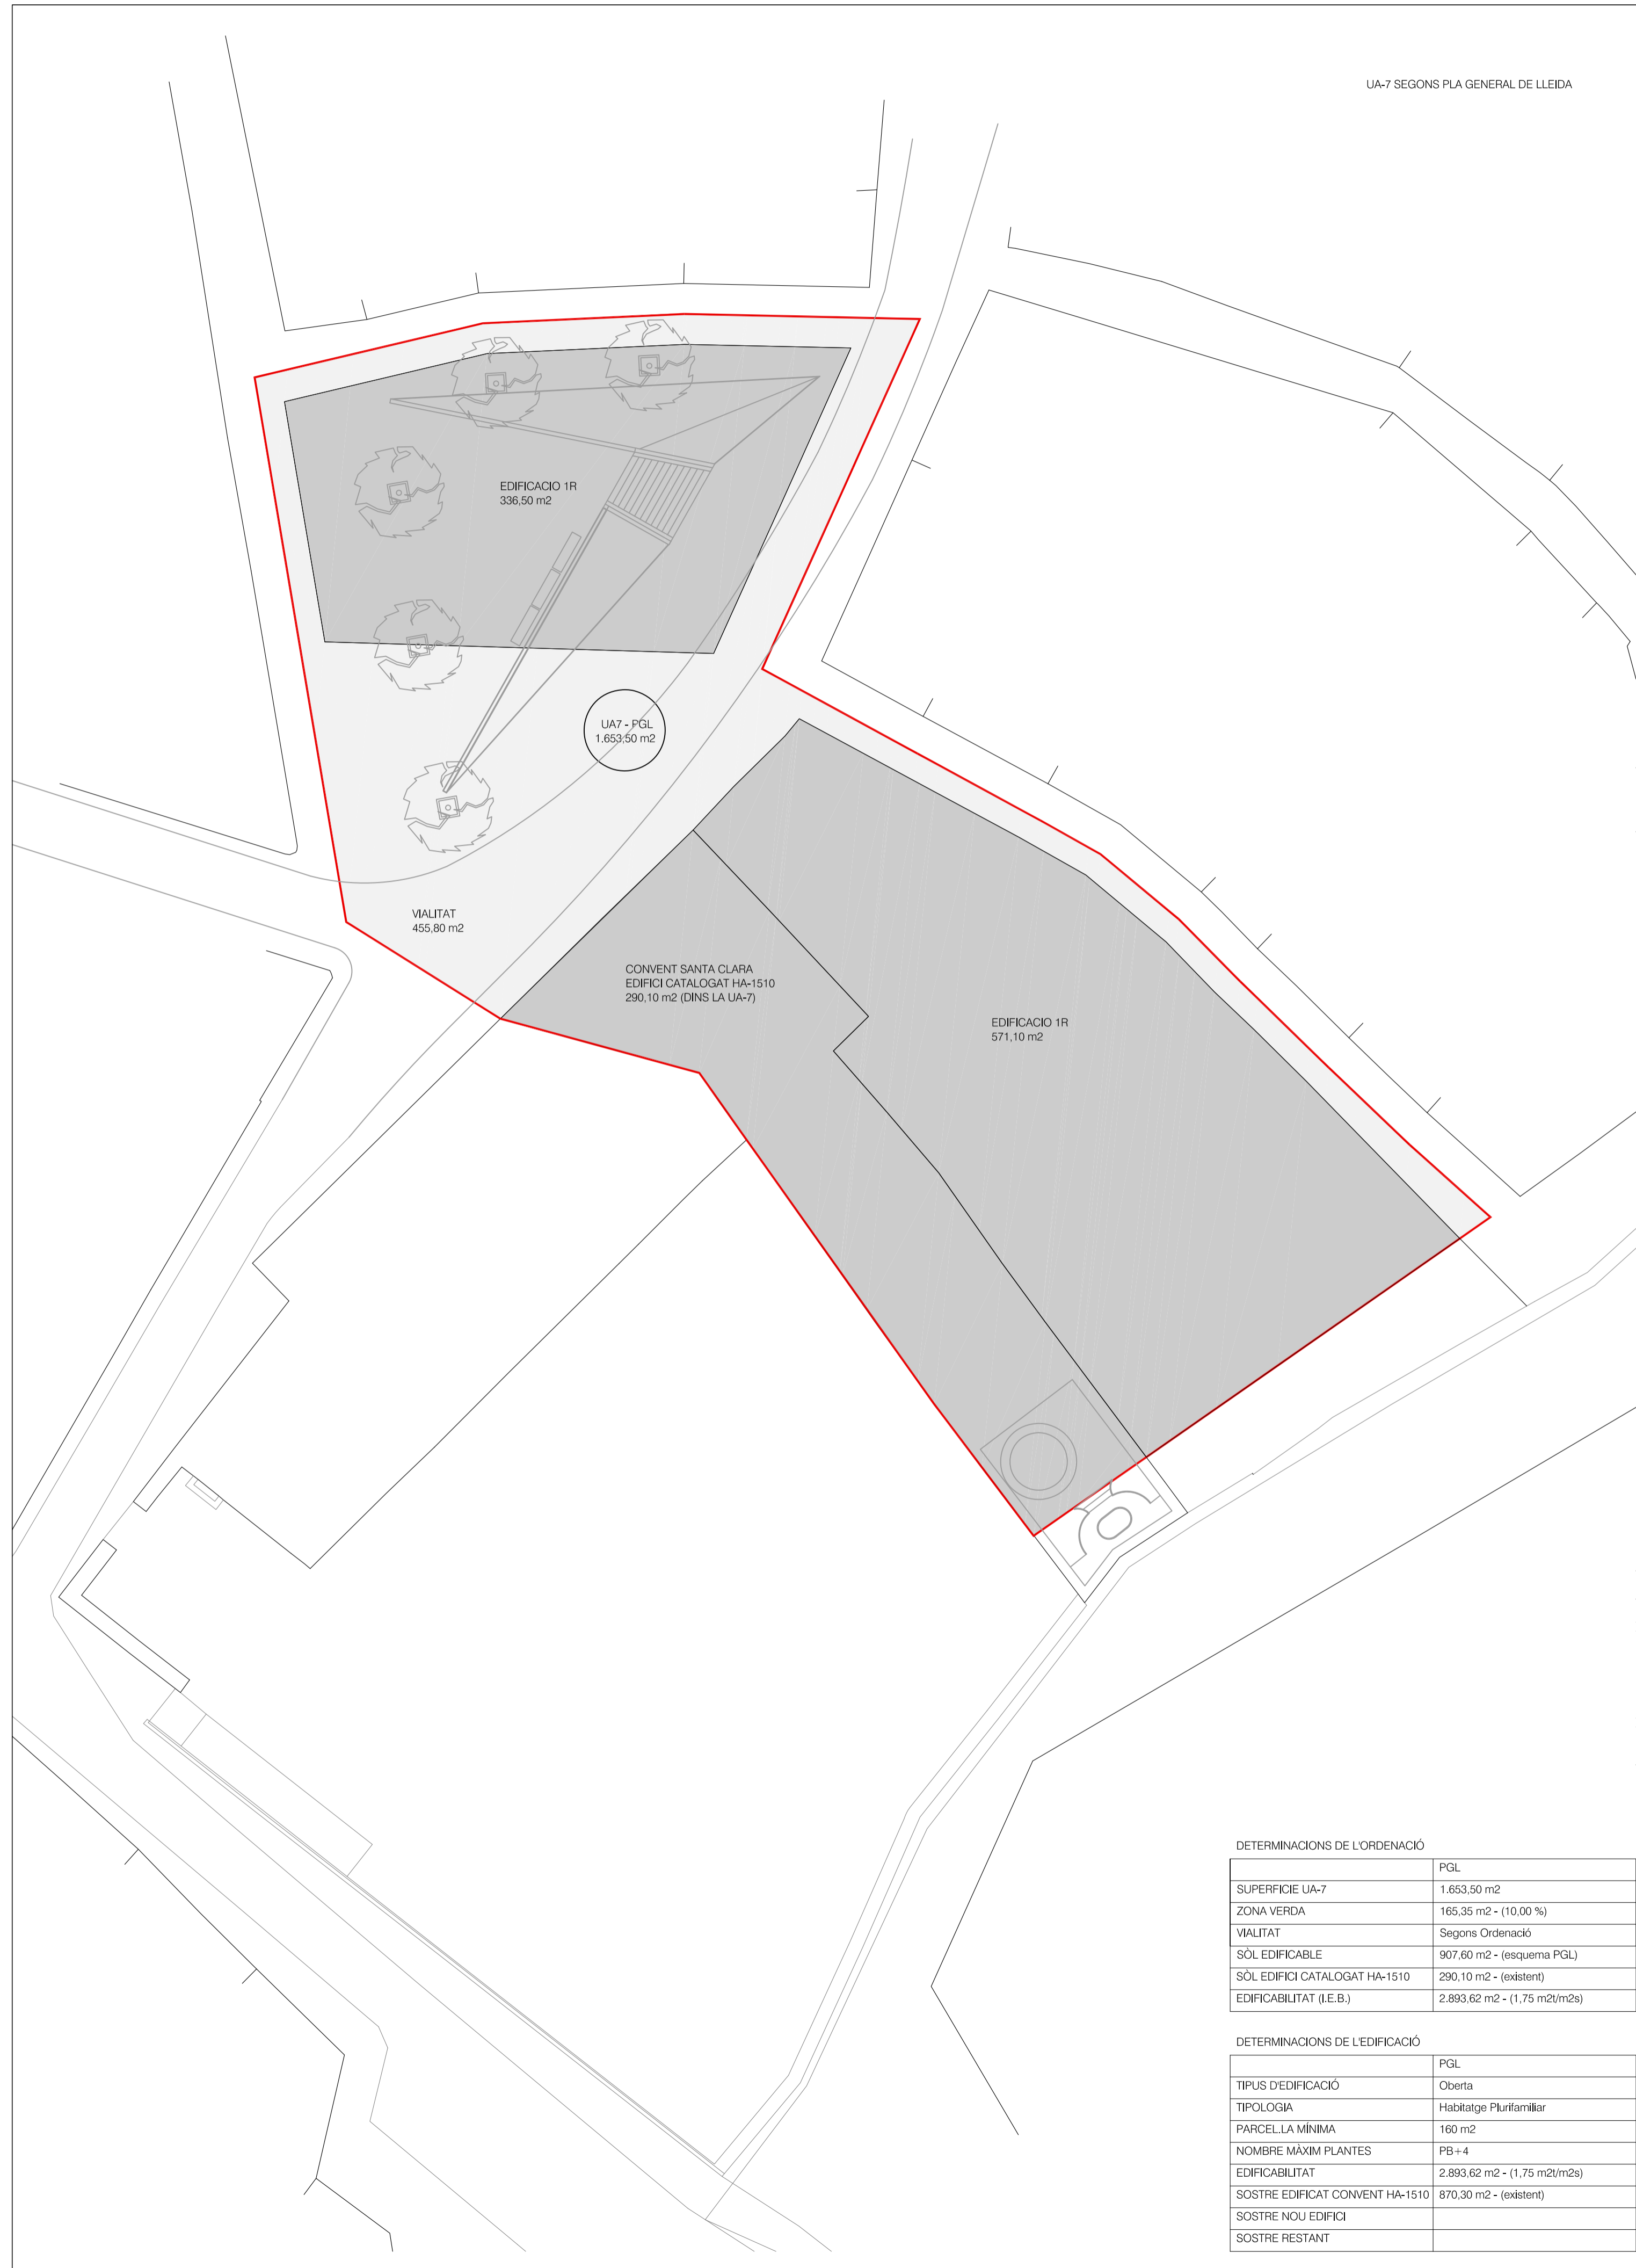 UA-7 SEGONS PLA GENERAL DE LLEIDA
EDIFICACIO 1R
336,50 m2
UA7 - PGL
1.653,50 m2
VIALITAT
455,80 m2
CONVENT SANTA CLARA
EDIFICI CATALOGAT HA-1510
290,10 m2 (DINS LA UA-7)
EDIFICACIO 1R
571,10 m2
DETERMINACIONS DE L'ORDENACIÓ
PGL
SUPERFICIE UA-7 1.653,50 m2
ZONA VERDA 165,35 m2 - (10,00 %)
VIALITAT Segons Ordenació
SÒL EDIFICABLE 907,60 m2 - (esquema PGL)
SÒL EDIFICI CATALOGAT HA-1510 290,10 m2 - (existent)
EDIFICABILITAT (I.E.B.) 2.893,62 m2 - (1,75 m2t/m2s)
DETERMINACIONS DE L'EDIFICACIÓ
PGL
TIPUS D'EDIFICACIÓ Oberta
TIPOLOGIA Habitatge Plurifamiliar
PARCEL.LA MÍNIMA 160 m2
NOMBRE MÀXIM PLANTES PB+4
EDIFICABILITAT 2.893,62 m2 - (1,75 m2t/m2s)
SOSTRE EDIFICAT CONVENT HA-1510 870,30 m2 - (existent)
SOSTRE NOU EDIFICI
SOSTRE RESTANT